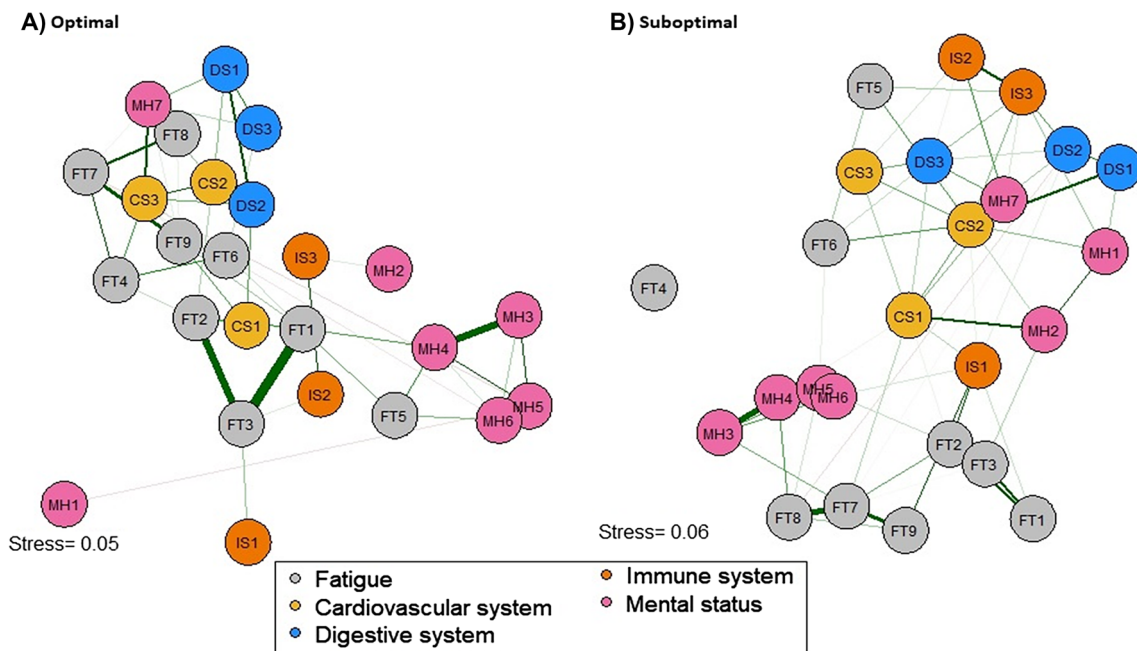 A) Optimal
B) Suboptimal
DS1
MH7
FT8
DS3
FT7
CS2
CS3
DS2
FT9
FT6
IS3
MH2
FT4
FT2
CS1
FT1
MH3
MH4
IS2
FT5
MH5
MH6
FT3
MH1
IS1
Stress= 0.05
IS2
FT5
IS3
DS2
DS3
DS1
CS3
MH7
CS2
FT6
MH1
FT4
CS1
MH2
IS1
MH5
MH6
MH4
MH3
FT2
FT3
FT7
FT8
FT9
FT1
Stress= 0.06
Fatigue
Cardiovascular system
Digestive system
Immune system
Mental status